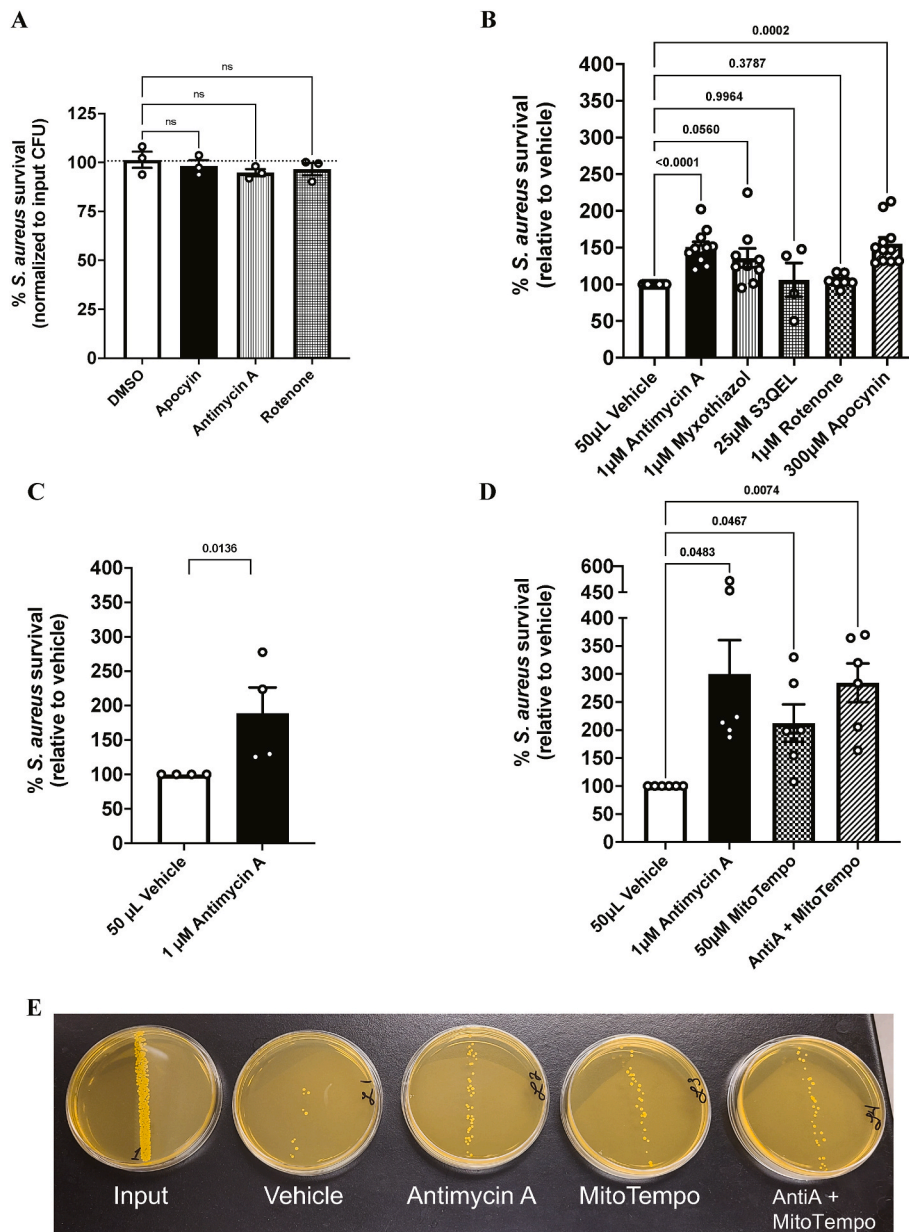 A
ns
ns
ns
% S. aureus survival
(normalized to input CFU)
125
100
75
50
25
0
DMSO
Apocyin
Antimycin A
Rotenone
B
0.0002
0.3787
0.9964
0.0560
<0.0001
% S. aureus survival
(relative to vehicle)
400
350
300
250
200
150
100
50
0
50µL Vehicle
1µM Antimycin A
1µM Myxothiazol
25µM S3QEL
1µM Rotenone
300µM Apocynin
C
0.0136
% S. aureus survival
(relative to vehicle)
400
350
300
250
200
150
100
50
0
50 µL Vehicle
1 µM Antimycin A
D
0.0074
0.0467
0.0483
% S. aureus survival
(relative to vehicle)
600
450
400
350
300
250
200
150
100
50
0
50µL Vehicle
1µM Antimycin A
50µM MitoTempo
AntiA + MitoTempo
E
1
Input
Vehicle
Antimycin A
MitoTempo
AntiA +
MitoTempo